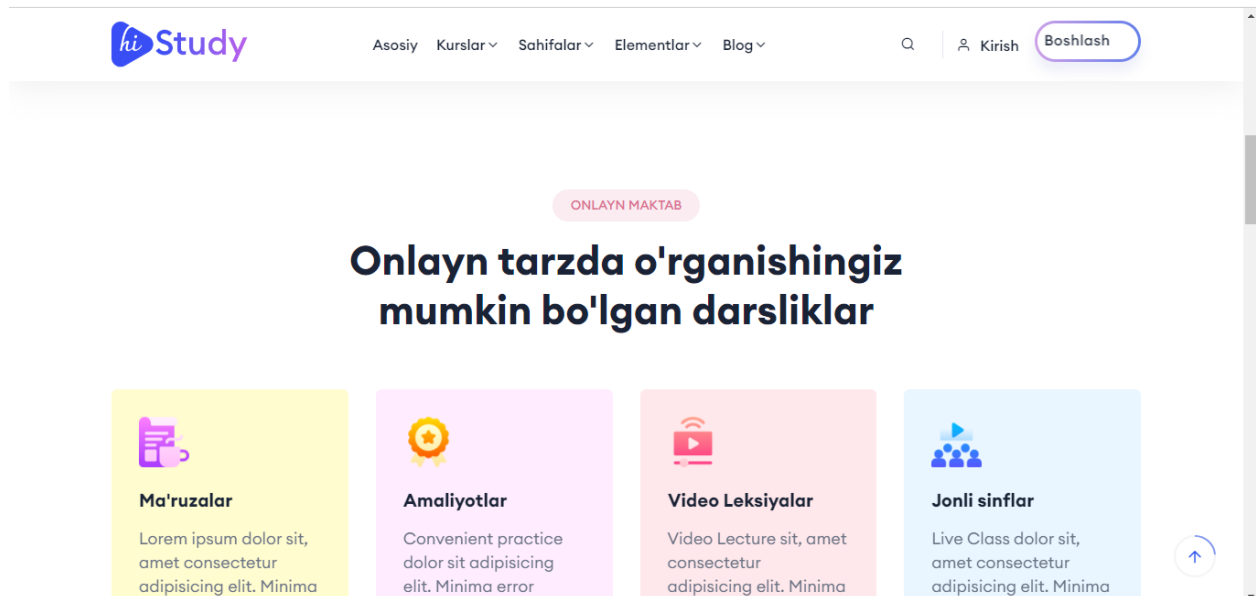 hi Study
Asosiy Kurslar Sahifalar Elementlar Blog Kirish Boshlash
ONLAYN MAKTAB
Onlayn tarzda o'rganishingiz
mumkin bo'lgan darsliklar
Ma'ruzalar
Lorem ipsum dolor sit,
amet consectetur
adipisicing elit. Minima
Amaliyotlar
Convenient practice
dolor sit adipisicing
elit. Minima error
Video Leksiyalar
Video Lecture sit, amet
consectetur
adipisicing elit. Minima
Jonli sinflar
Live Class dolor sit,
amet consectetur
adipisicing elit. Minima